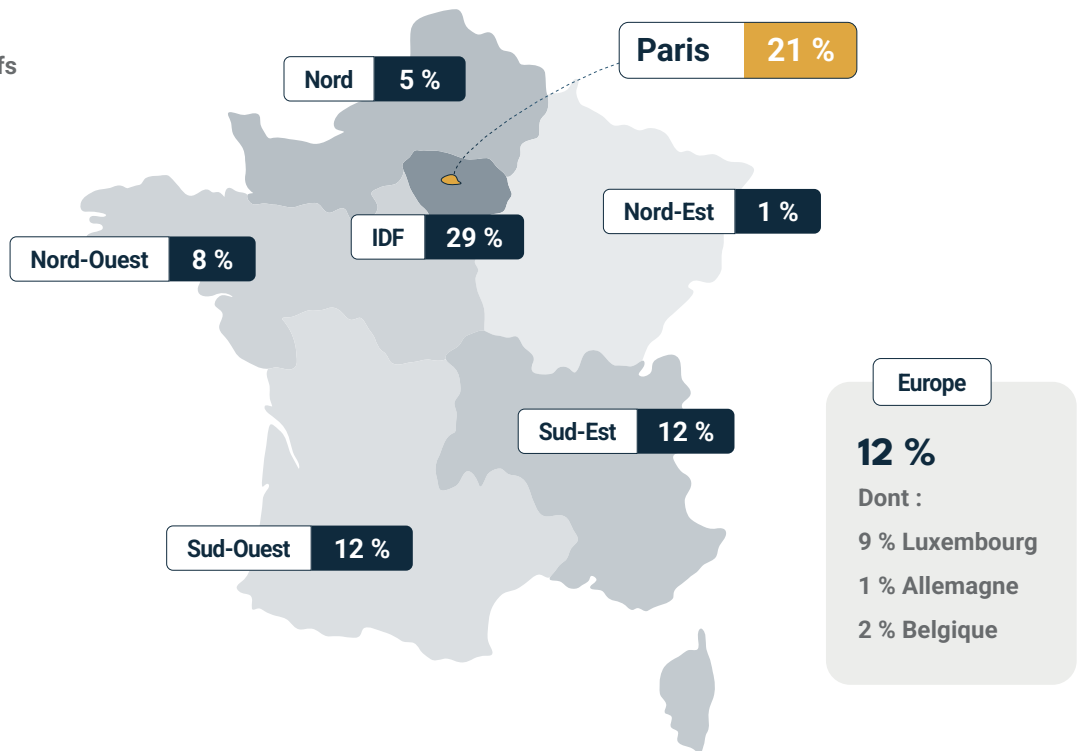 fs
Paris 21 %
Nord 5 %
Nord-Est 1 %
IDF 29 %
Nord-Ouest 8 %
Europe
12 %
Dont :
9 % Luxembourg
1 % Allemagne
2 % Belgique
Sud-Est 12 %
Sud-Ouest 12 %